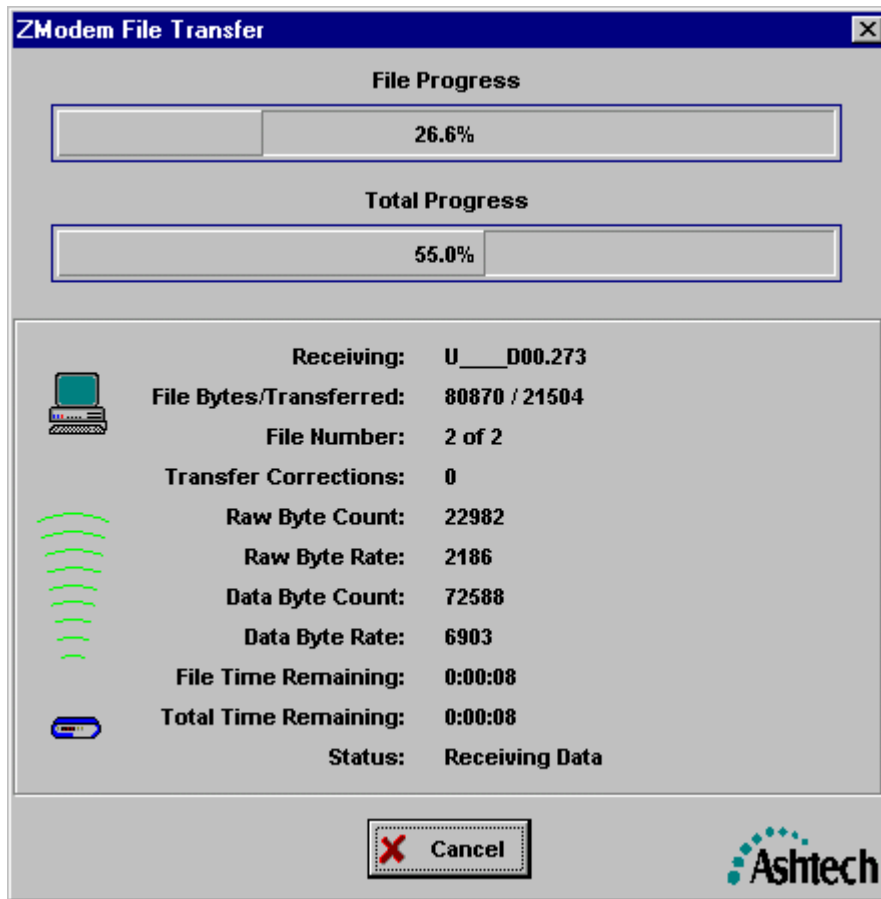 ZModem File Transfer
File Progress
26.6%
Total Progress
55.0%
Receiving: U____D00.273
File Bytes/Transferred: 80870 / 21504
File Number: 2 of 2
Transfer Corrections: 0
Raw Byte Count: 22982
Raw Byte Rate: 2186
Data Byte Count: 72588
Data Byte Rate: 6903
File Time Remaining: 0:00:08
Total Time Remaining: 0:00:08
Status: Receiving Data
Cancel
Ashtech